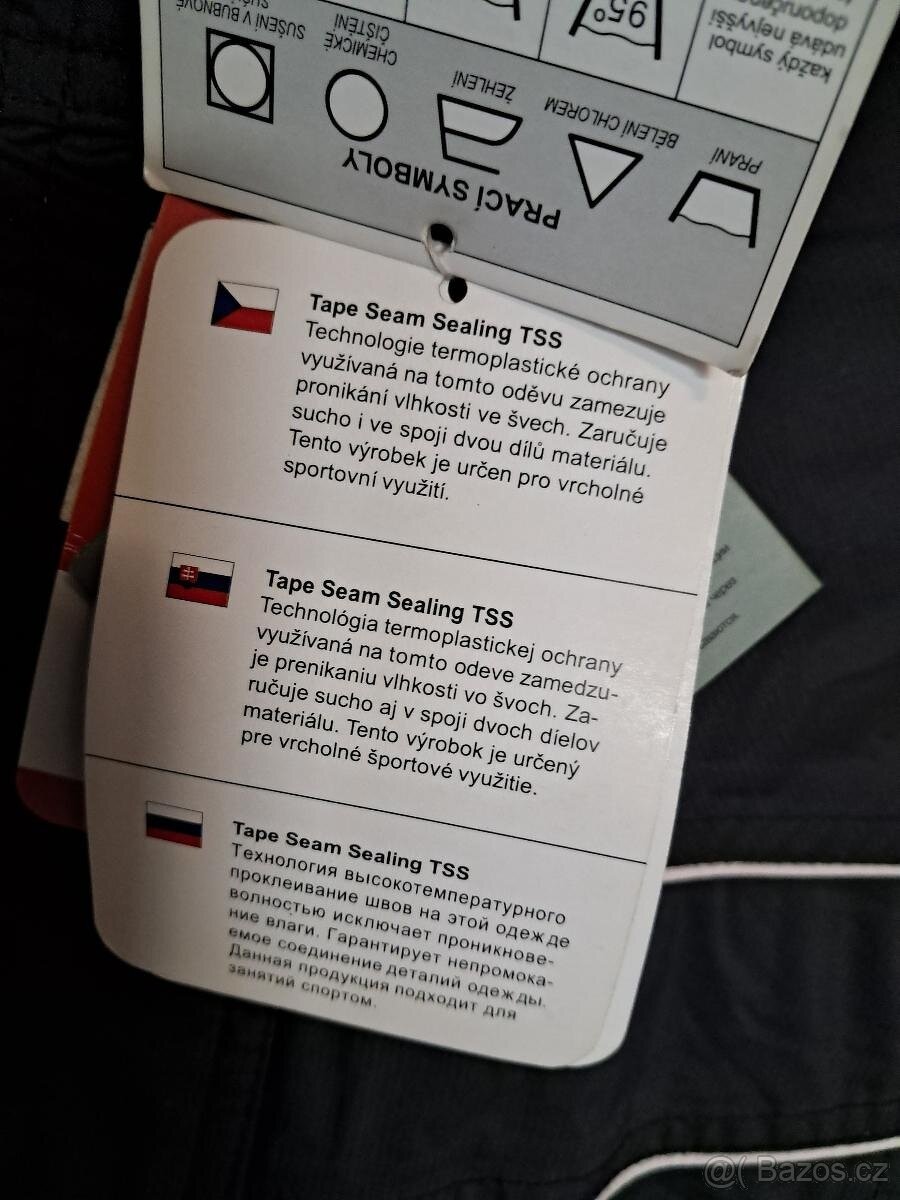 PRACÍ SYMBOLY
PRANÍ
BĚLENÍ CHLOREM
ŽEHLENÍ
CHEMICKÉ
ČIŠTĚNÍ
SUŠENÍ V BUBNOVÉ
každý symbol
udává nejvyšší
95°
Tape Seam Sealing TSS
Technologie termoplastické ochrany
využívaná na tomto oděvu zamezuje
pronikání vlhkosti ve švech. Zaručuje
sucho i ve spoji dvou dílů materiálu.
Tento výrobek je určen pro vrcholné
sportovní využití.
Tape Seam Sealing TSS
Technológia termoplastickej ochrany
využívaná na tomto odeve zamedzu-
je prenikaniu vlhkosti vo švoch. Za-
ručuje sucho aj v spoji dvoch dielov
materiálu. Tento výrobok je určený
pre vrcholné športové využitie.
Tape Seam Sealing TSS
Технология высокотемпературного
проклеивание швов на этой одежде
волностью исключает проникнове-
ние влаги. Гарантирует непромока-
емое соединение деталий одежды.
Данная продукция подходит для
занятий спортом.
@( Bazos.cz